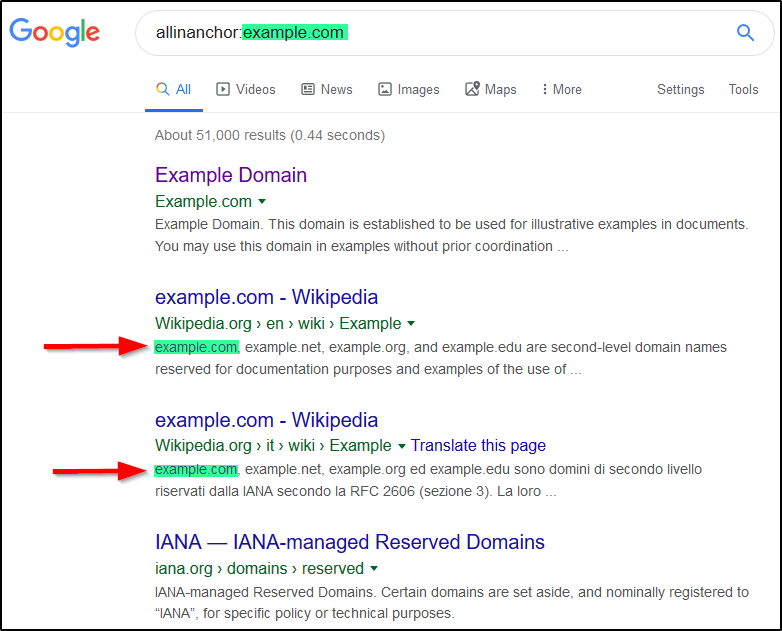 Google
allinanchor:example.com
All Videos News Images Maps More Settings Tools
About 51,000 results (0.44 seconds)
Example Domain
Example.com
Example Domain. This domain is established to be used for illustrative examples in documents.
You may use this domain in examples without prior coordination ...
example.com - Wikipedia
Wikipedia.org › en › wiki › Example
example.com, example.net, example.org, and example.edu are second-level domain names
reserved for documentation purposes and examples of the use of ...
example.com - Wikipedia
Wikipedia.org › it › wiki › Example Translate this page
example.com, example.net, example.org ed example.edu sono domini di secondo livello
riservati dalla IANA secondo la RFC 2606 (sezione 3). La loro ...
IANA — IANA-managed Reserved Domains
iana.org › domains › reserved
IANA-managed Reserved Domains. Certain domains are set aside, and nominally registered to
“IANA”, for specific policy or technical purposes.